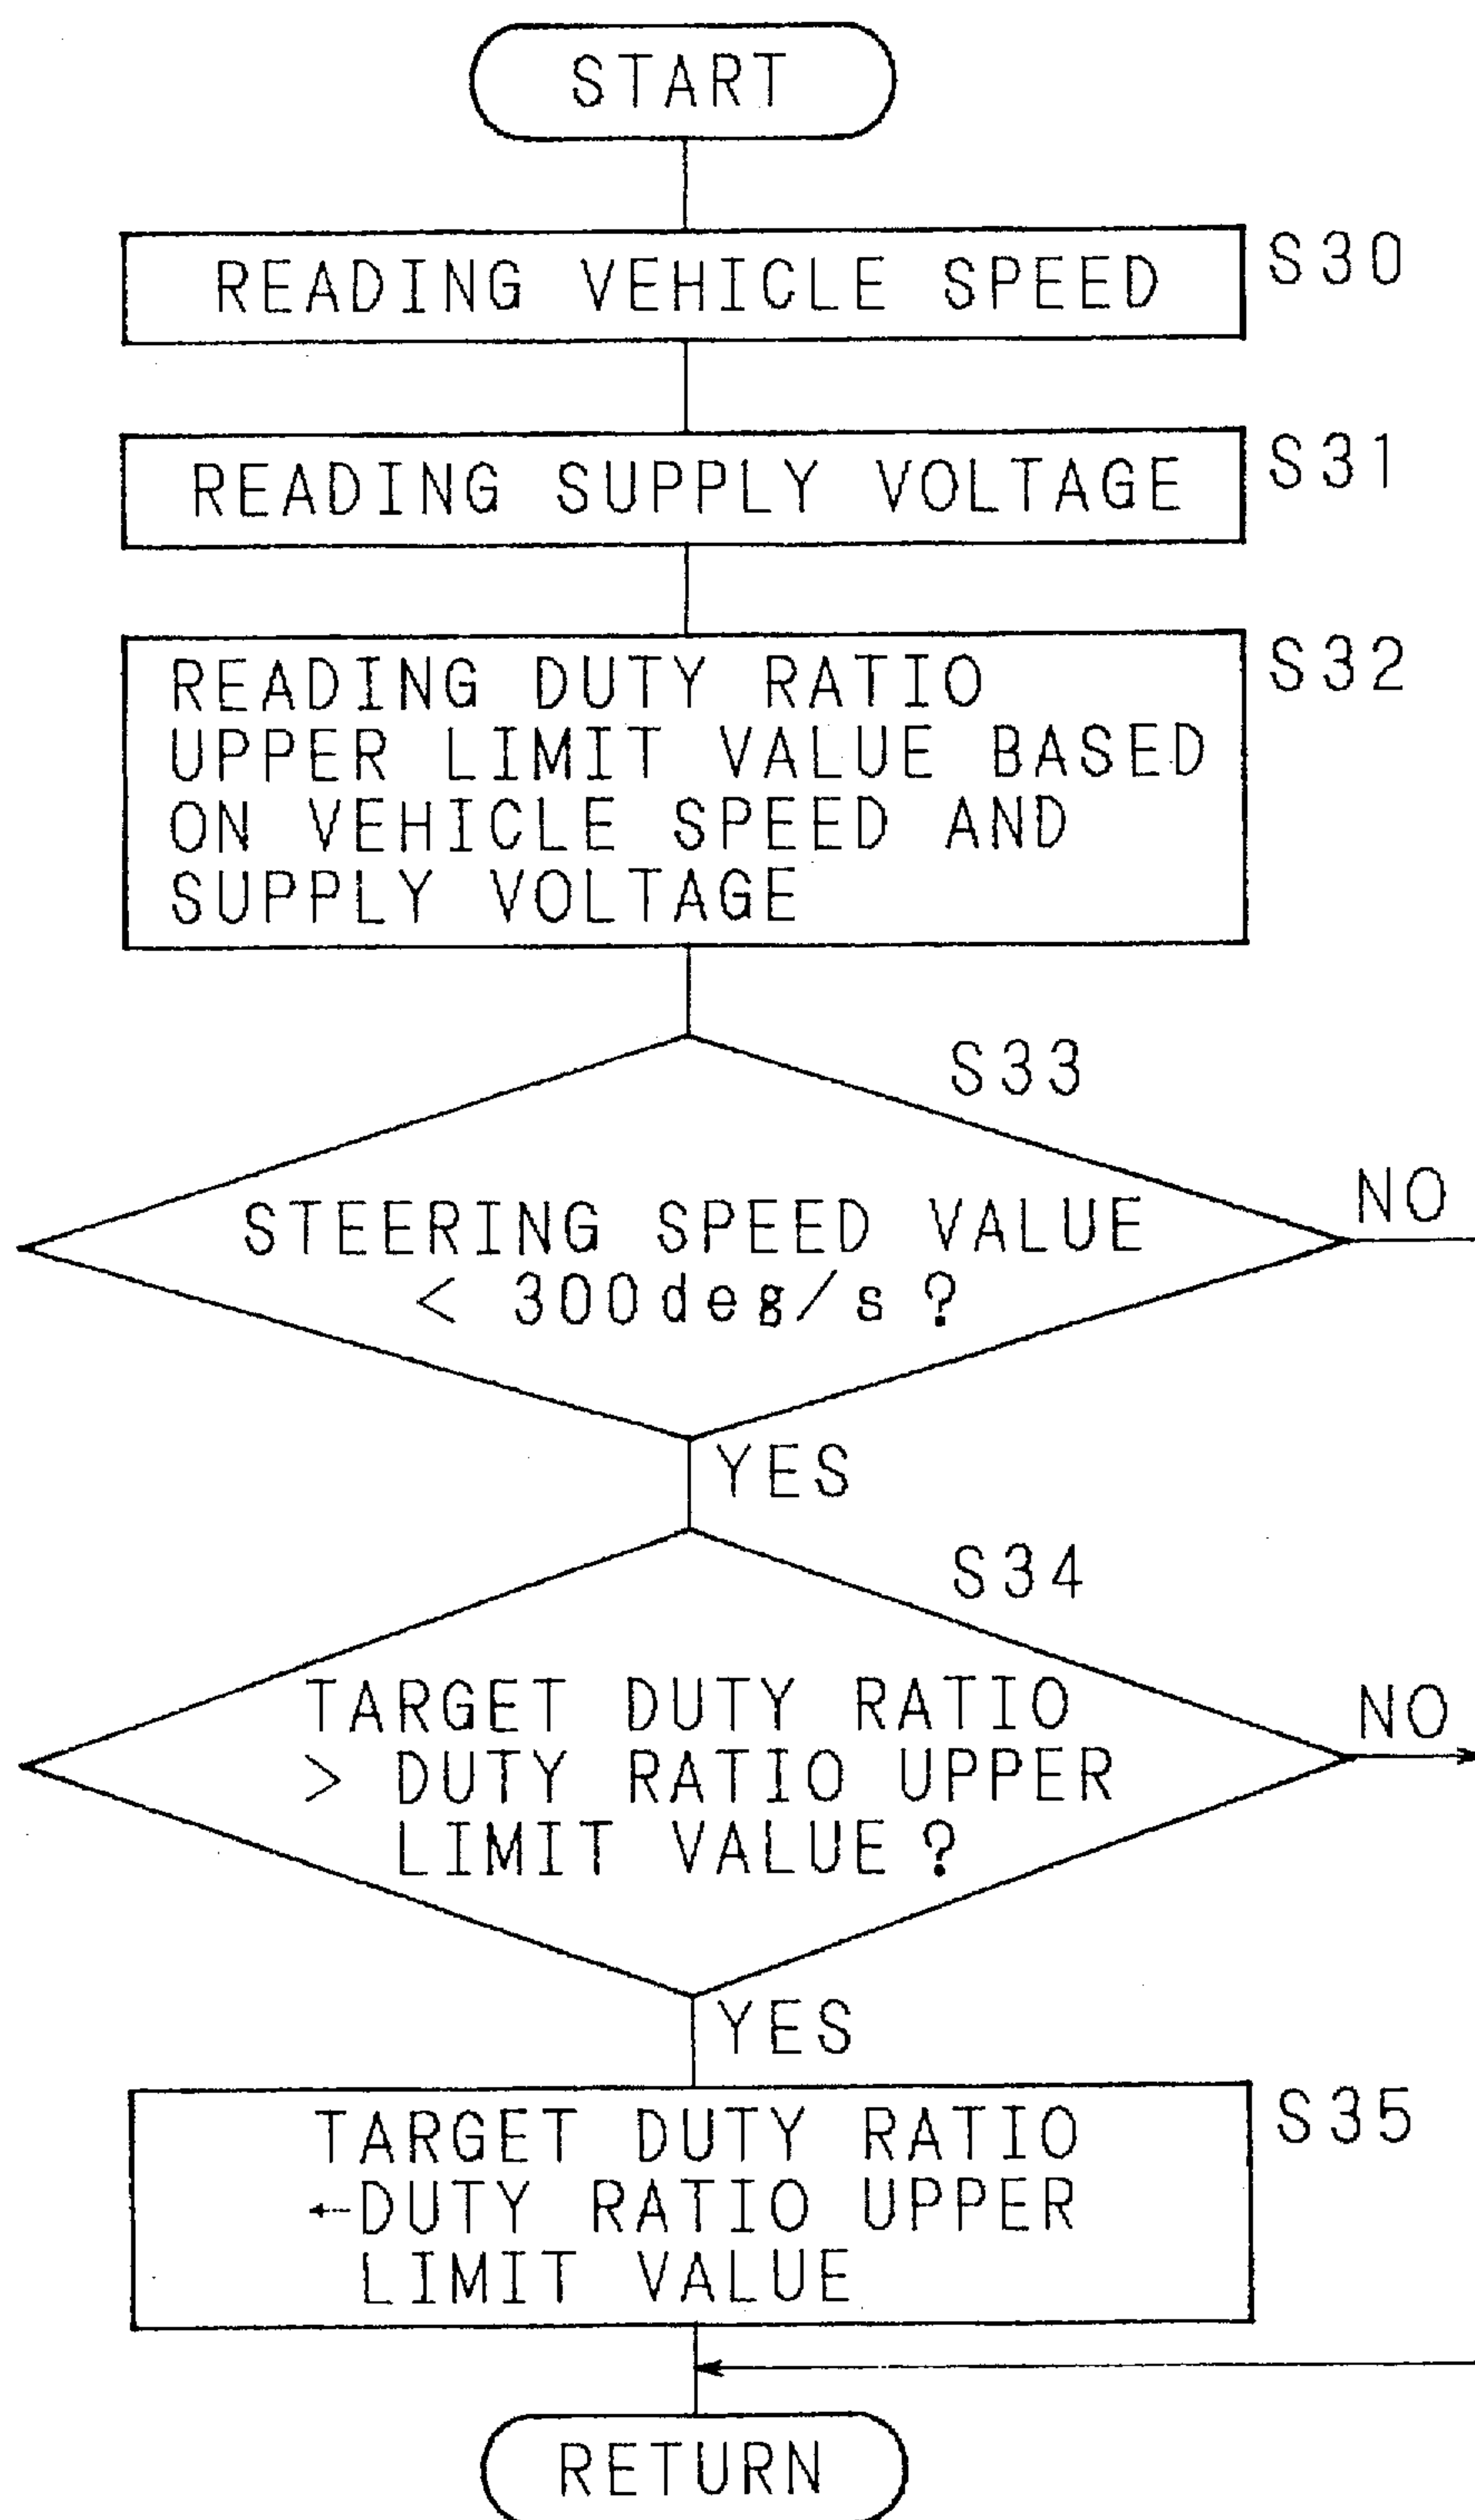 START
READING VEHICLE SPEED
S30
READING SUPPLY VOLTAGE
S31
READING DUTY RATIO
UPPER LIMIT VALUE BASED
ON VEHICLE SPEED AND
SUPPLY VOLTAGE
S32
S33
STEERING SPEED VALUE
< 300deg/s?
NO
YES
S34
TARGET DUTY RATIO
> DUTY RATIO UPPER
LIMIT VALUE?
NO
YES
TARGET DUTY RATIO
←DUTY RATIO UPPER
LIMIT VALUE
S35
RETURN